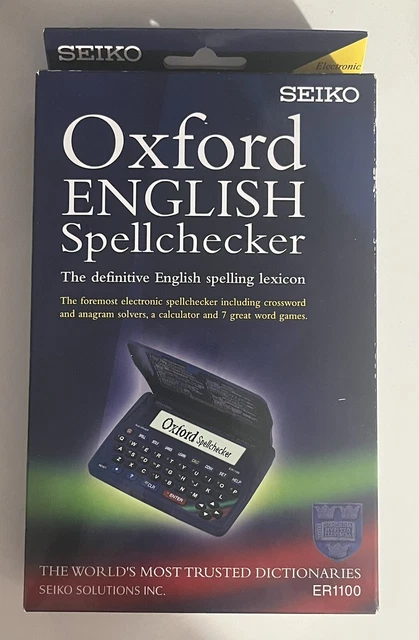 SEIKO
Electronic
SEIKO
Oxford
ENGLISH
Spellchecker
The definitive English spelling lexicon
The foremost electronic spellchecker including crossword
and anagram solvers, a calculator and 7 great word games.
Oxford Spellchecker
Q W E R T Y U I O P
A S D F G H J K L
Z X C V B N M
CLR
ENTER
HELP
THE WORLD'S MOST TRUSTED DICTIONARIES
SEIKO SOLUTIONS INC.
ER1100